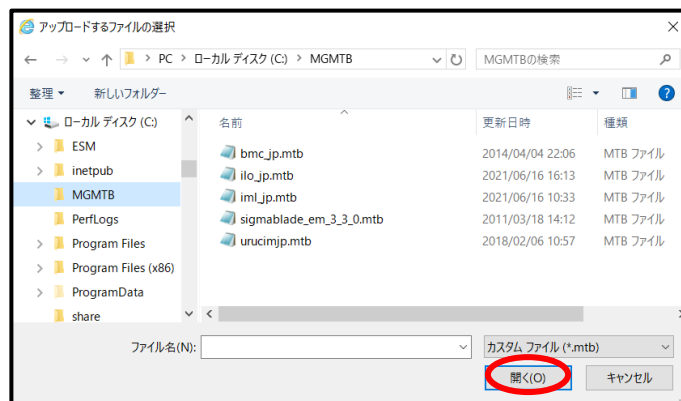 アップロードするファイルの選択
PC > ローカル ディスク (C:) > MGMTB
MGMTBの検索
整理
新しいフォルダー
ローカル ディスク (C:)
ESM
inetpub
MGMTB
PerfLogs
Program Files
Program Files (x86)
ProgramData
share
名前 更新日時 種類
bmc_jp.mtb 2014/04/04 22:06 MTB ファイル
ilo_jp.mtb 2021/06/16 16:13 MTB ファイル
iml_jp.mtb 2021/06/16 10:33 MTB ファイル
sigmablade_em_3_3_0.mtb 2011/03/18 14:12 MTB ファイル
urucimjp.mtb 2018/02/06 10:57 MTB ファイル
ファイル名(N):
カスタム ファイル (*.mtb)
開く(O) キャンセル